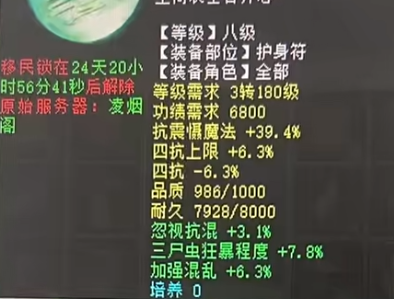 【等级】八级
【装备部位】护身符
【装备角色】全部
移民锁在24天20小
时56分41秒后解除
原始服务器：凌烟
阁
等级需求 3转180级
功绩需求 6800
抗震慑魔法 +39.4%
四抗上限 +6.3%
四抗 -6.3%
品质 986/1000
耐久 7928/8000
忽视抗混 +3.1%
三尸虫狂暴程度 +7.8%
加强混乱 +6.3%
培养 0